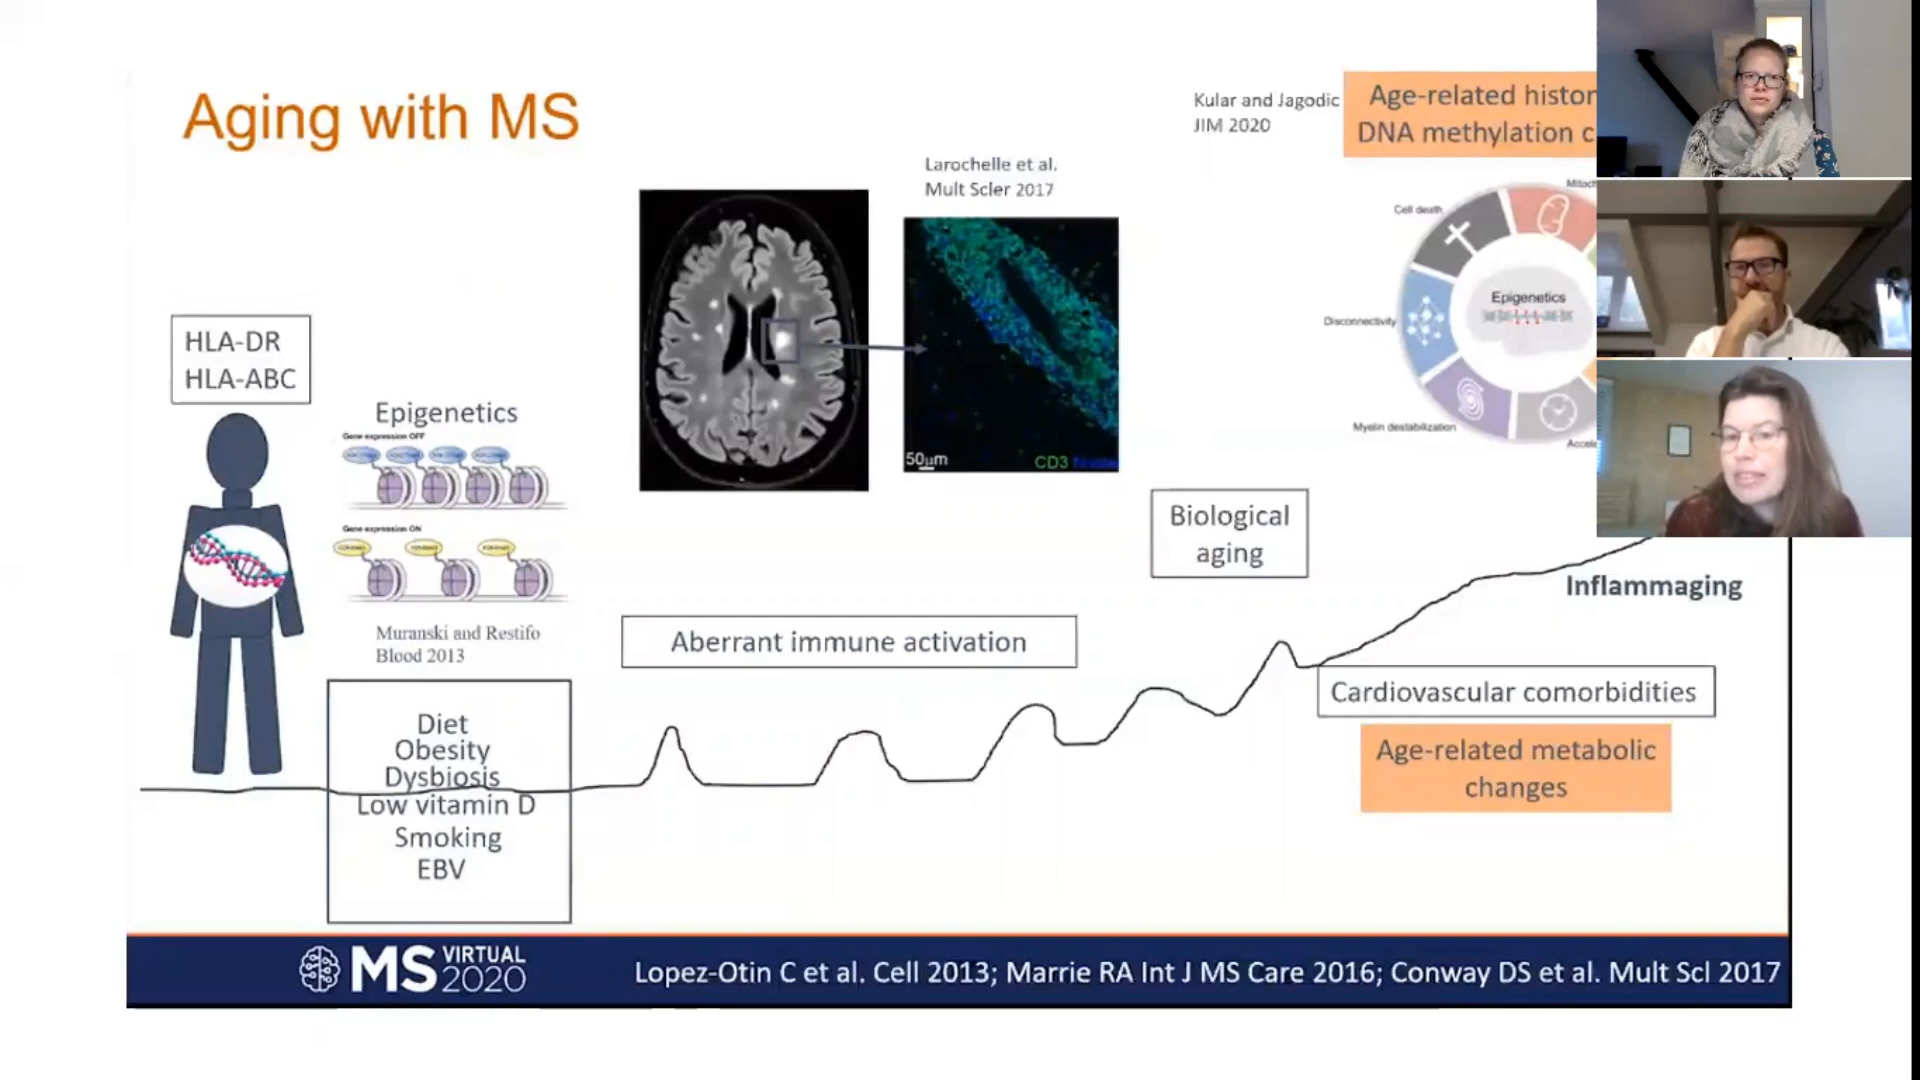 Aging with MS
Kular and Jagodic
JIM 2020
Age-related histor
DNA methylation c
Larochelle et al.
Mult Scler 2017
Cell death
Mitoch
Disconnectivity
Epigenetics
Myelin destabilization
Accele
50μm
CD3
HLA-DR
HLA-ABC
Epigenetics
Gene expression OFF
Gene expression ON
Muranski and Restifo
Blood 2013
Diet
Obesity
Dysbiosis
Low vitamin D
Smoking
EBV
Aberrant immune activation
Biological
aging
Inflammaging
Cardiovascular comorbidities
Age-related metabolic
changes
MS VIRTUAL
2020
Lopez-Otin C et al. Cell 2013; Marrie RA Int J MS Care 2016; Conway DS et al. Mult Scl 2017